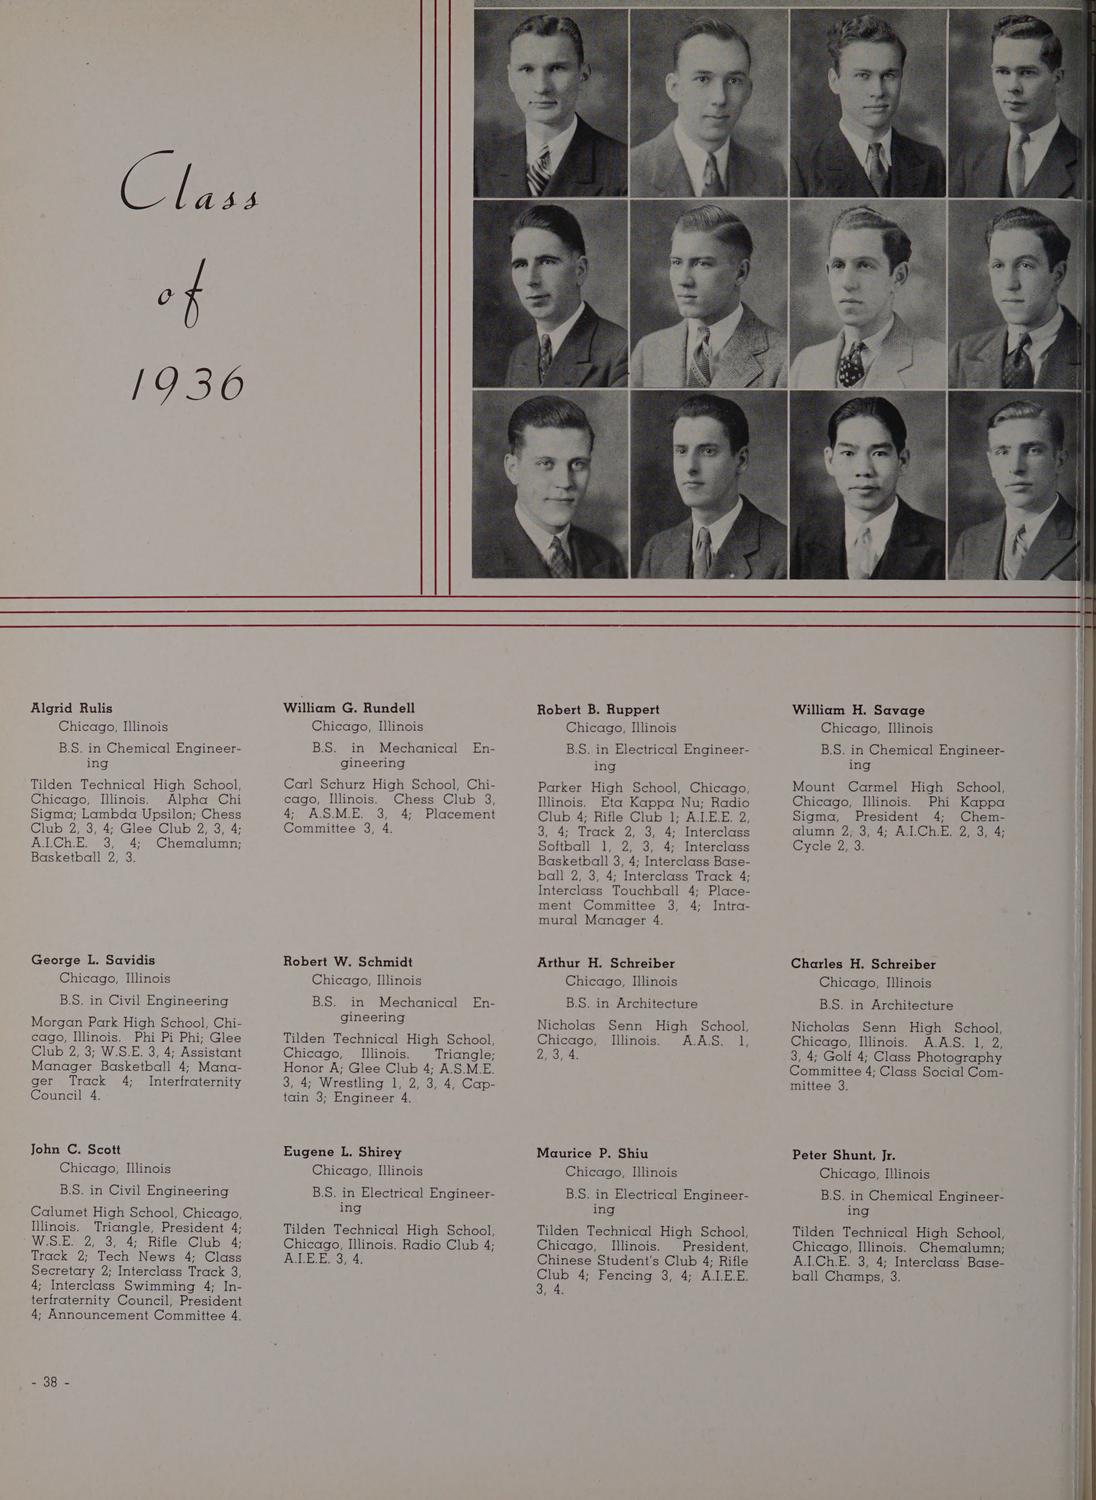 Class
of
1936
Algrid Rulis
Chicago, Illinois
B.S. in Chemical Engineer-
ing
Tilden Technical High School,
Chicago, Illinois. Alpha Chi
Sigma; Lambda Upsilon; Chess
Club 2, 3, 4; Glee Club 2, 3, 4;
A.I.Ch.E. 3, 4; Chemalumn;
Basketball 2, 3.
William G. Rundell
Chicago, Illinois
B.S. in Mechanical En-
gineering
Carl Schurz High School, Chi-
cago, Illinois. Chess Club 3,
4; A.S.M.E. 3, 4; Placement
Committee 3, 4.
Robert B. Ruppert
Chicago, Illinois
B.S. in Electrical Engineer-
ing
Parker High School, Chicago,
Illinois. Eta Kappa Nu; Radio
Club 4; Rifle Club 1; A.I.E.E. 2,
3, 4; Track 2, 3, 4; Interclass
Softball 1, 2, 3, 4; Interclass
Basketball 3, 4; Interclass Base-
ball 2, 3, 4; Interclass Track 4;
Interclass Touchball 4; Place-
ment Committee 3, 4; Intra-
mural Manager 4.
William H. Savage
Chicago, Illinois
B.S. in Chemical Engineer-
ing
Mount Carmel High School,
Chicago, Illinois. Phi Kappa
Sigma, President 4; Chem-
alumn 2, 3, 4; A.I.Ch.E. 2, 3, 4;
Cycle 2, 3.
George L. Savidis
Chicago, Illinois
B.S. in Civil Engineering
Morgan Park High School, Chi-
cago, Illinois. Phi Pi Phi; Glee
Club 2, 3; W.S.E. 3, 4; Assistant
Manager Basketball 4; Mana-
ger Track 4; Interfraternity
Council 4.
Robert W. Schmidt
Chicago, Illinois
B.S. in Mechanical En-
gineering
Tilden Technical High School,
Chicago, Illinois. Triangle;
Honor A; Glee Club 4; A.S.M.E.
3, 4; Wrestling 1, 2, 3, 4, Cap-
tain 3; Engineer 4.
Arthur H. Schreiber
Chicago, Illinois
B.S. in Architecture
Nicholas Senn High School,
Chicago, Illinois. A.A.S. 1,
2, 3, 4.
Charles H. Schreiber
Chicago, Illinois
B.S. in Architecture
Nicholas Senn High School,
Chicago, Illinois. A.A.S. 1, 2,
3, 4; Golf 4; Class Photography
Committee 4; Class Social Com-
mittee 3.
John C. Scott
Chicago, Illinois
B.S. in Civil Engineering
Calumet High School, Chicago,
Illinois. Triangle, President 4;
W.S.E. 2, 3, 4; Rifle Club 4;
Track 2; Tech News 4; Class
Secretary 2; Interclass Track 3,
4; Interclass Swimming 4; In-
terfraternity Council, President
4; Announcement Committee 4.
Eugene L. Shirey
Chicago, Illinois
B.S. in Electrical Engineer-
ing
Tilden Technical High School,
Chicago, Illinois. Radio Club 4;
A.I.E.E. 3, 4.
Maurice P. Shiu
Chicago, Illinois
B.S. in Electrical Engineer-
ing
Tilden Technical High School,
Chicago, Illinois. President,
Chinese Student's Club 4; Rifle
Club 4; Fencing 3, 4; A.I.E.E.
3, 4.
Peter Shunt, Jr.
Chicago, Illinois
B.S. in Chemical Engineer-
ing
Tilden Technical High School,
Chicago, Illinois. Chemalumn;
A.I.Ch.E. 3, 4; Interclass Base-
ball Champs, 3.
- 38 -